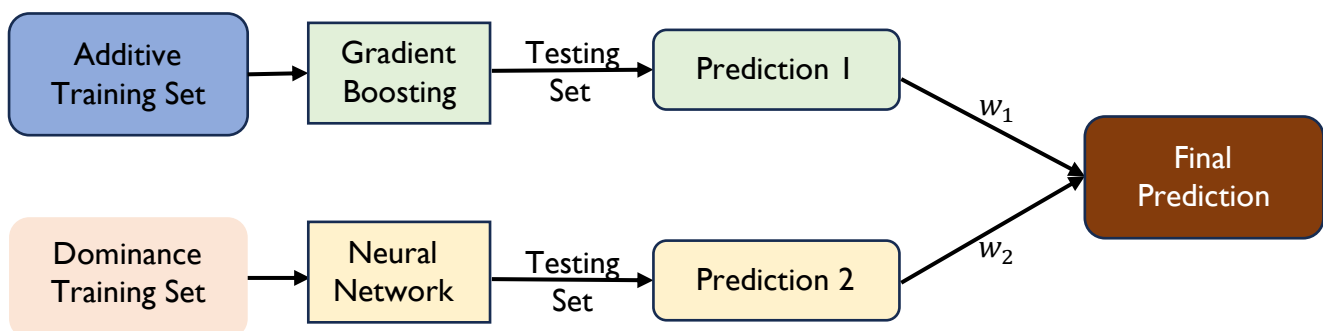 Additive
Training Set
Gradient
Boosting
Testing
Set
Prediction 1
w₁
Final
Prediction
Dominance
Training Set
Neural
Network
Testing
Set
Prediction 2
w₂